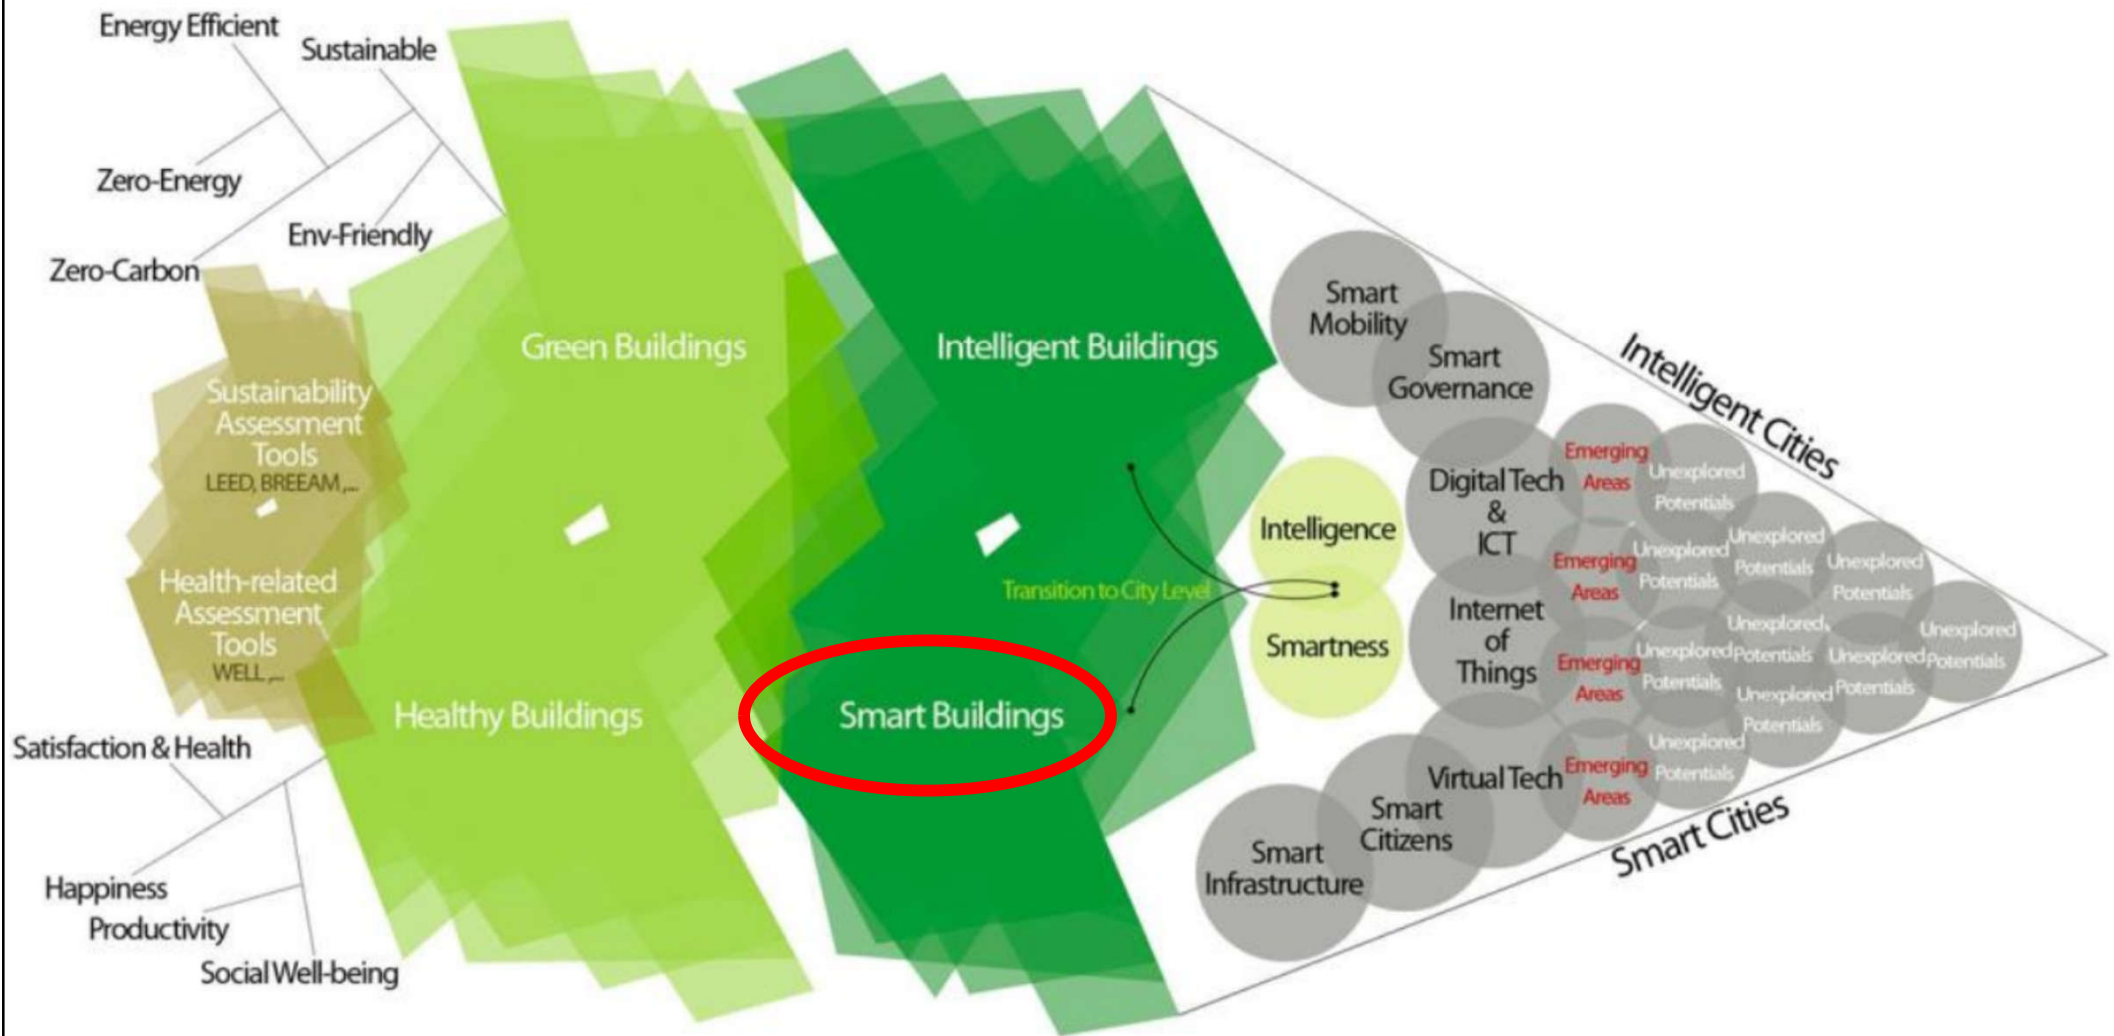 Energy Efficient
Sustainable
Zero-Energy
Env-Friendly
Zero-Carbon
Sustainability
Assessment
Tools
LEED, BREEAM,...
Health-related
Assessment
Tools
WELL,...
Satisfaction & Health
Happiness
Productivity
Social Well-being
Green Buildings
Healthy Buildings
Intelligent Buildings
Transition to City Level
Smart Buildings
Intelligence
Smartness
Smart
Mobility
Smart
Governance
Digital Tech
&
ICT
Internet
of
Things
Virtual Tech
Smart
Citizens
Smart
Infrastructure
Emerging
Areas
Emerging
Areas
Emerging
Areas
Emerging
Areas
Unexplored
Potentials
Unexplored
Potentials
Unexplored
Potentials
Unexplored
Potentials
Unexplored
Potentials
Unexplored
Potentials
Unexplored
Potentials
Unexplored
Potentials
Unexplored
Potentials
Unexplored
Potentials
Intelligent Cities
Smart Cities